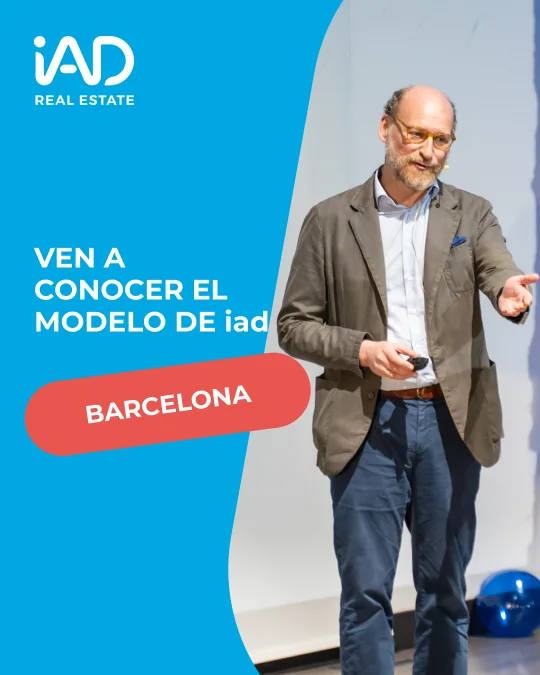 iAD
REAL ESTATE
VEN A
CONOCER EL
MODELO DE iad
BARCELONA